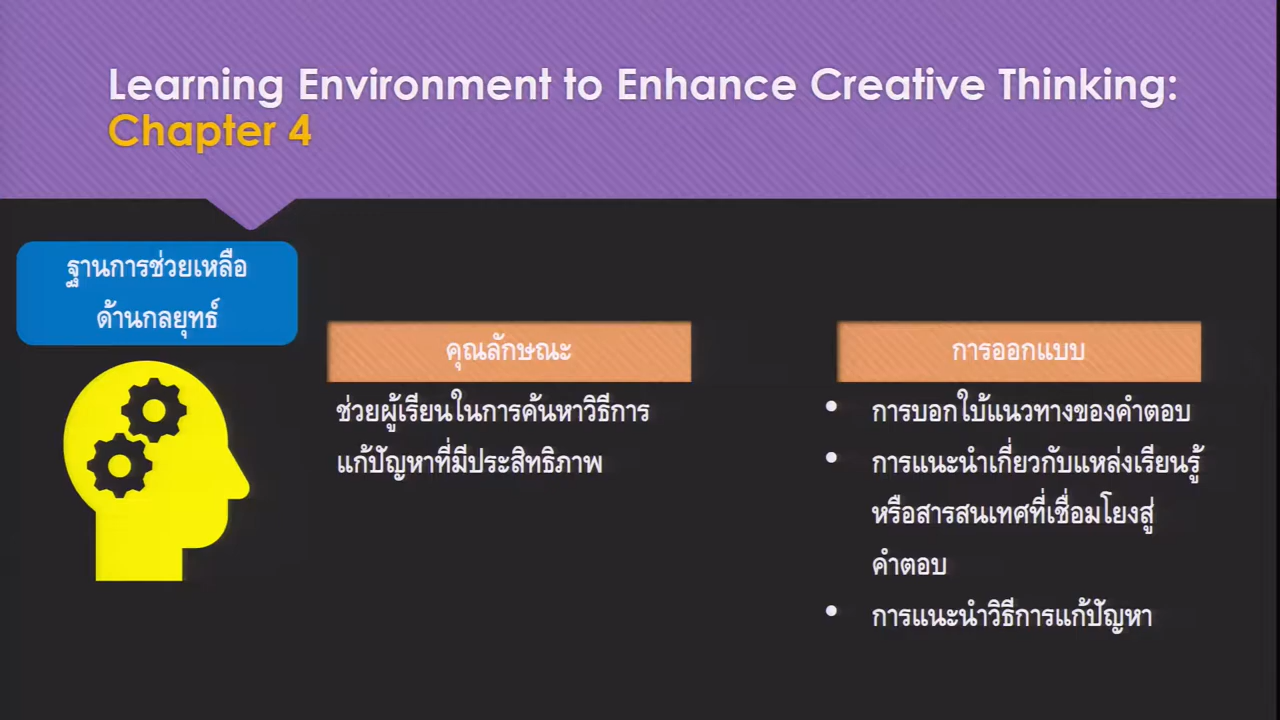 Learning Environment to Enhance Creative Thinking:
Chapter 4
ฐานการช่วยเหลือ
ด้านกลยุทธ์
คุณลักษณะ
ช่วยผู้เรียนในการค้นหาวิธีการ
แก้ปัญหาที่มีประสิทธิภาพ
การออกแบบ
• การบอกใบ้แนวทางของคำตอบ
• การแนะนำเกี่ยวกับแหล่งเรียนรู้
หรือสารสนเทศที่เชื่อมโยงสู่
คำตอบ
• การแนะนำวิธีการแก้ปัญหา